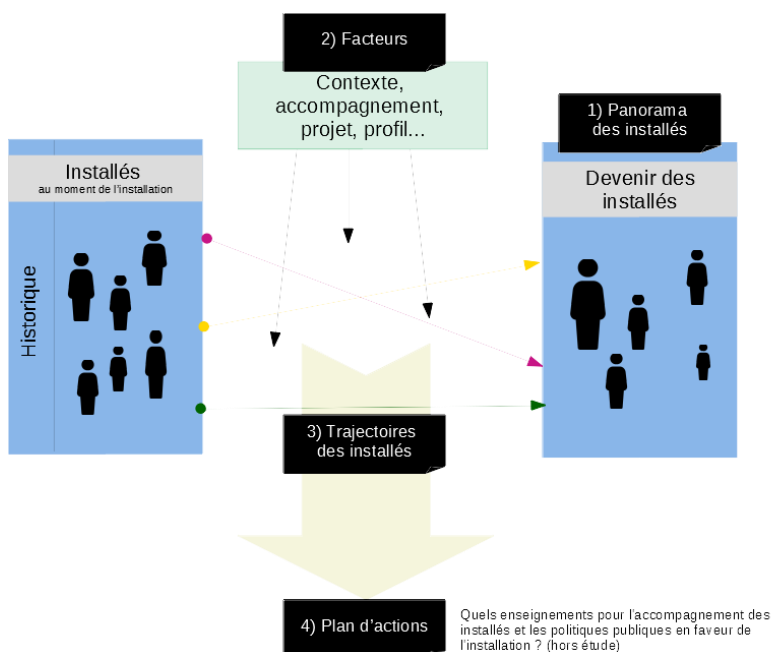 2) Facteurs
Contexte,
accompagnement,
projet, profil...
1) Panorama
des installés
Installés
au moment de l'installation
Devenir des
installés
Historique
3) Trajectoires
des installés
4) Plan d'actions
Quels enseignements pour l'accompagnement des
installés et les politiques publiques en faveur de
l'installation ? (hors étude)